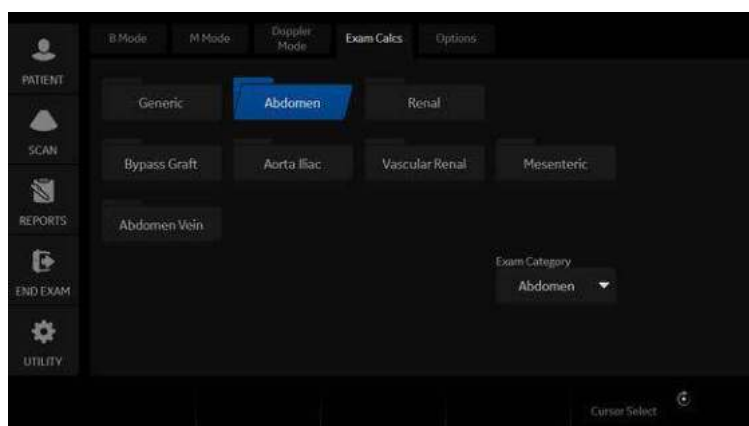 B Mode
M Mode
Doppler
Mode
Exam Calcs
Options
PATIENT
SCAN
REPORTS
END EXAM
UTILITY
Generic
Abdomen
Renal
Bypass Graft
Aorta Iliac
Vascular Renal
Mesenteric
Abdomen Vein
Exam Category
Abdomen
Cursor Select